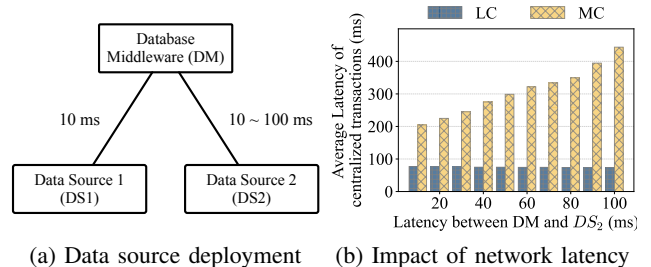 Database
Middleware (DM)
10 ms
10 ~ 100 ms
Data Source 1
(DS1)
Data Source 2
(DS2)
(a) Data source deployment
LC
MC
Average Latency of
centralized transactions (ms)
400
300
200
100
0
20
40
60
80
100
Latency between DM and DS₂ (ms)
(b) Impact of network latency